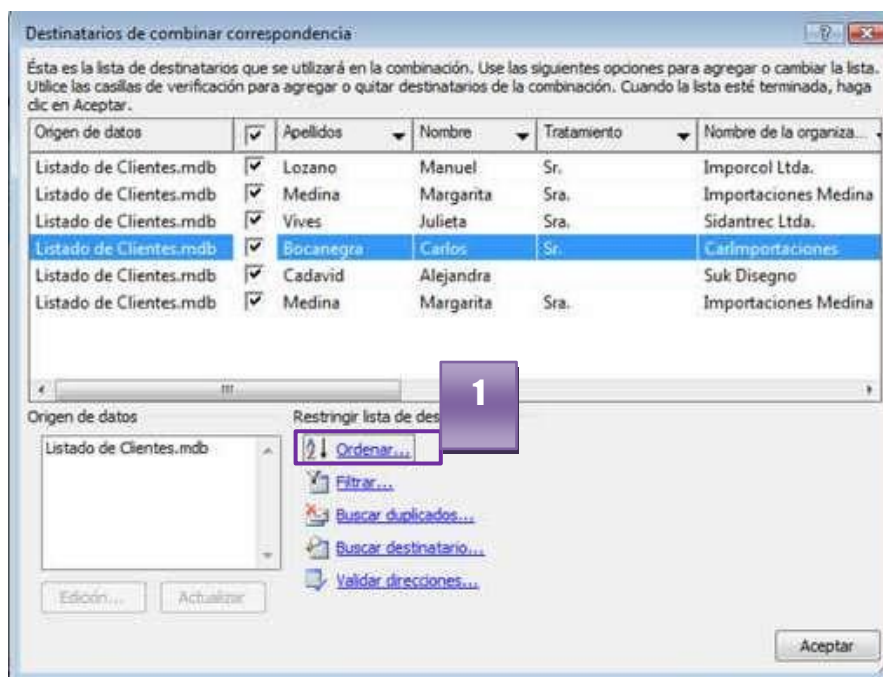 Destinatarios de combinar correspondencia
Ésta es la lista de destinatarios que se utilizará en la combinación. Use las siguientes opciones para agregar o cambiar la lista.
Utilice las casillas de verificación para agregar o quitar destinatarios de la combinación. Cuando la lista esté terminada, haga
clic en Aceptar.
Origen de datos Apellidos Nombre Tratamiento Nombre de la organiza...
Listado de Clientes.mdb Lozano Manuel Sr. Imporcol Ltda.
Listado de Clientes.mdb Medina Margarita Sra. Importaciones Medina
Listado de Clientes.mdb Vives Julieta Sra. Sidantrec Ltda.
Listado de Clientes.mdb Bocanegra Carlos Sr. CarImportaciones
Listado de Clientes.mdb Cadavid Alejandra Suk Disegno
Listado de Clientes.mdb Medina Margarita Sra. Importaciones Medina
1
Origen de datos
Listado de Clientes.mdb
Edición... Actualizar
Restringir lista de des
Ordenar...
Filtrar...
Buscar duplicados...
Buscar destinatario...
Validar direcciones...
Aceptar